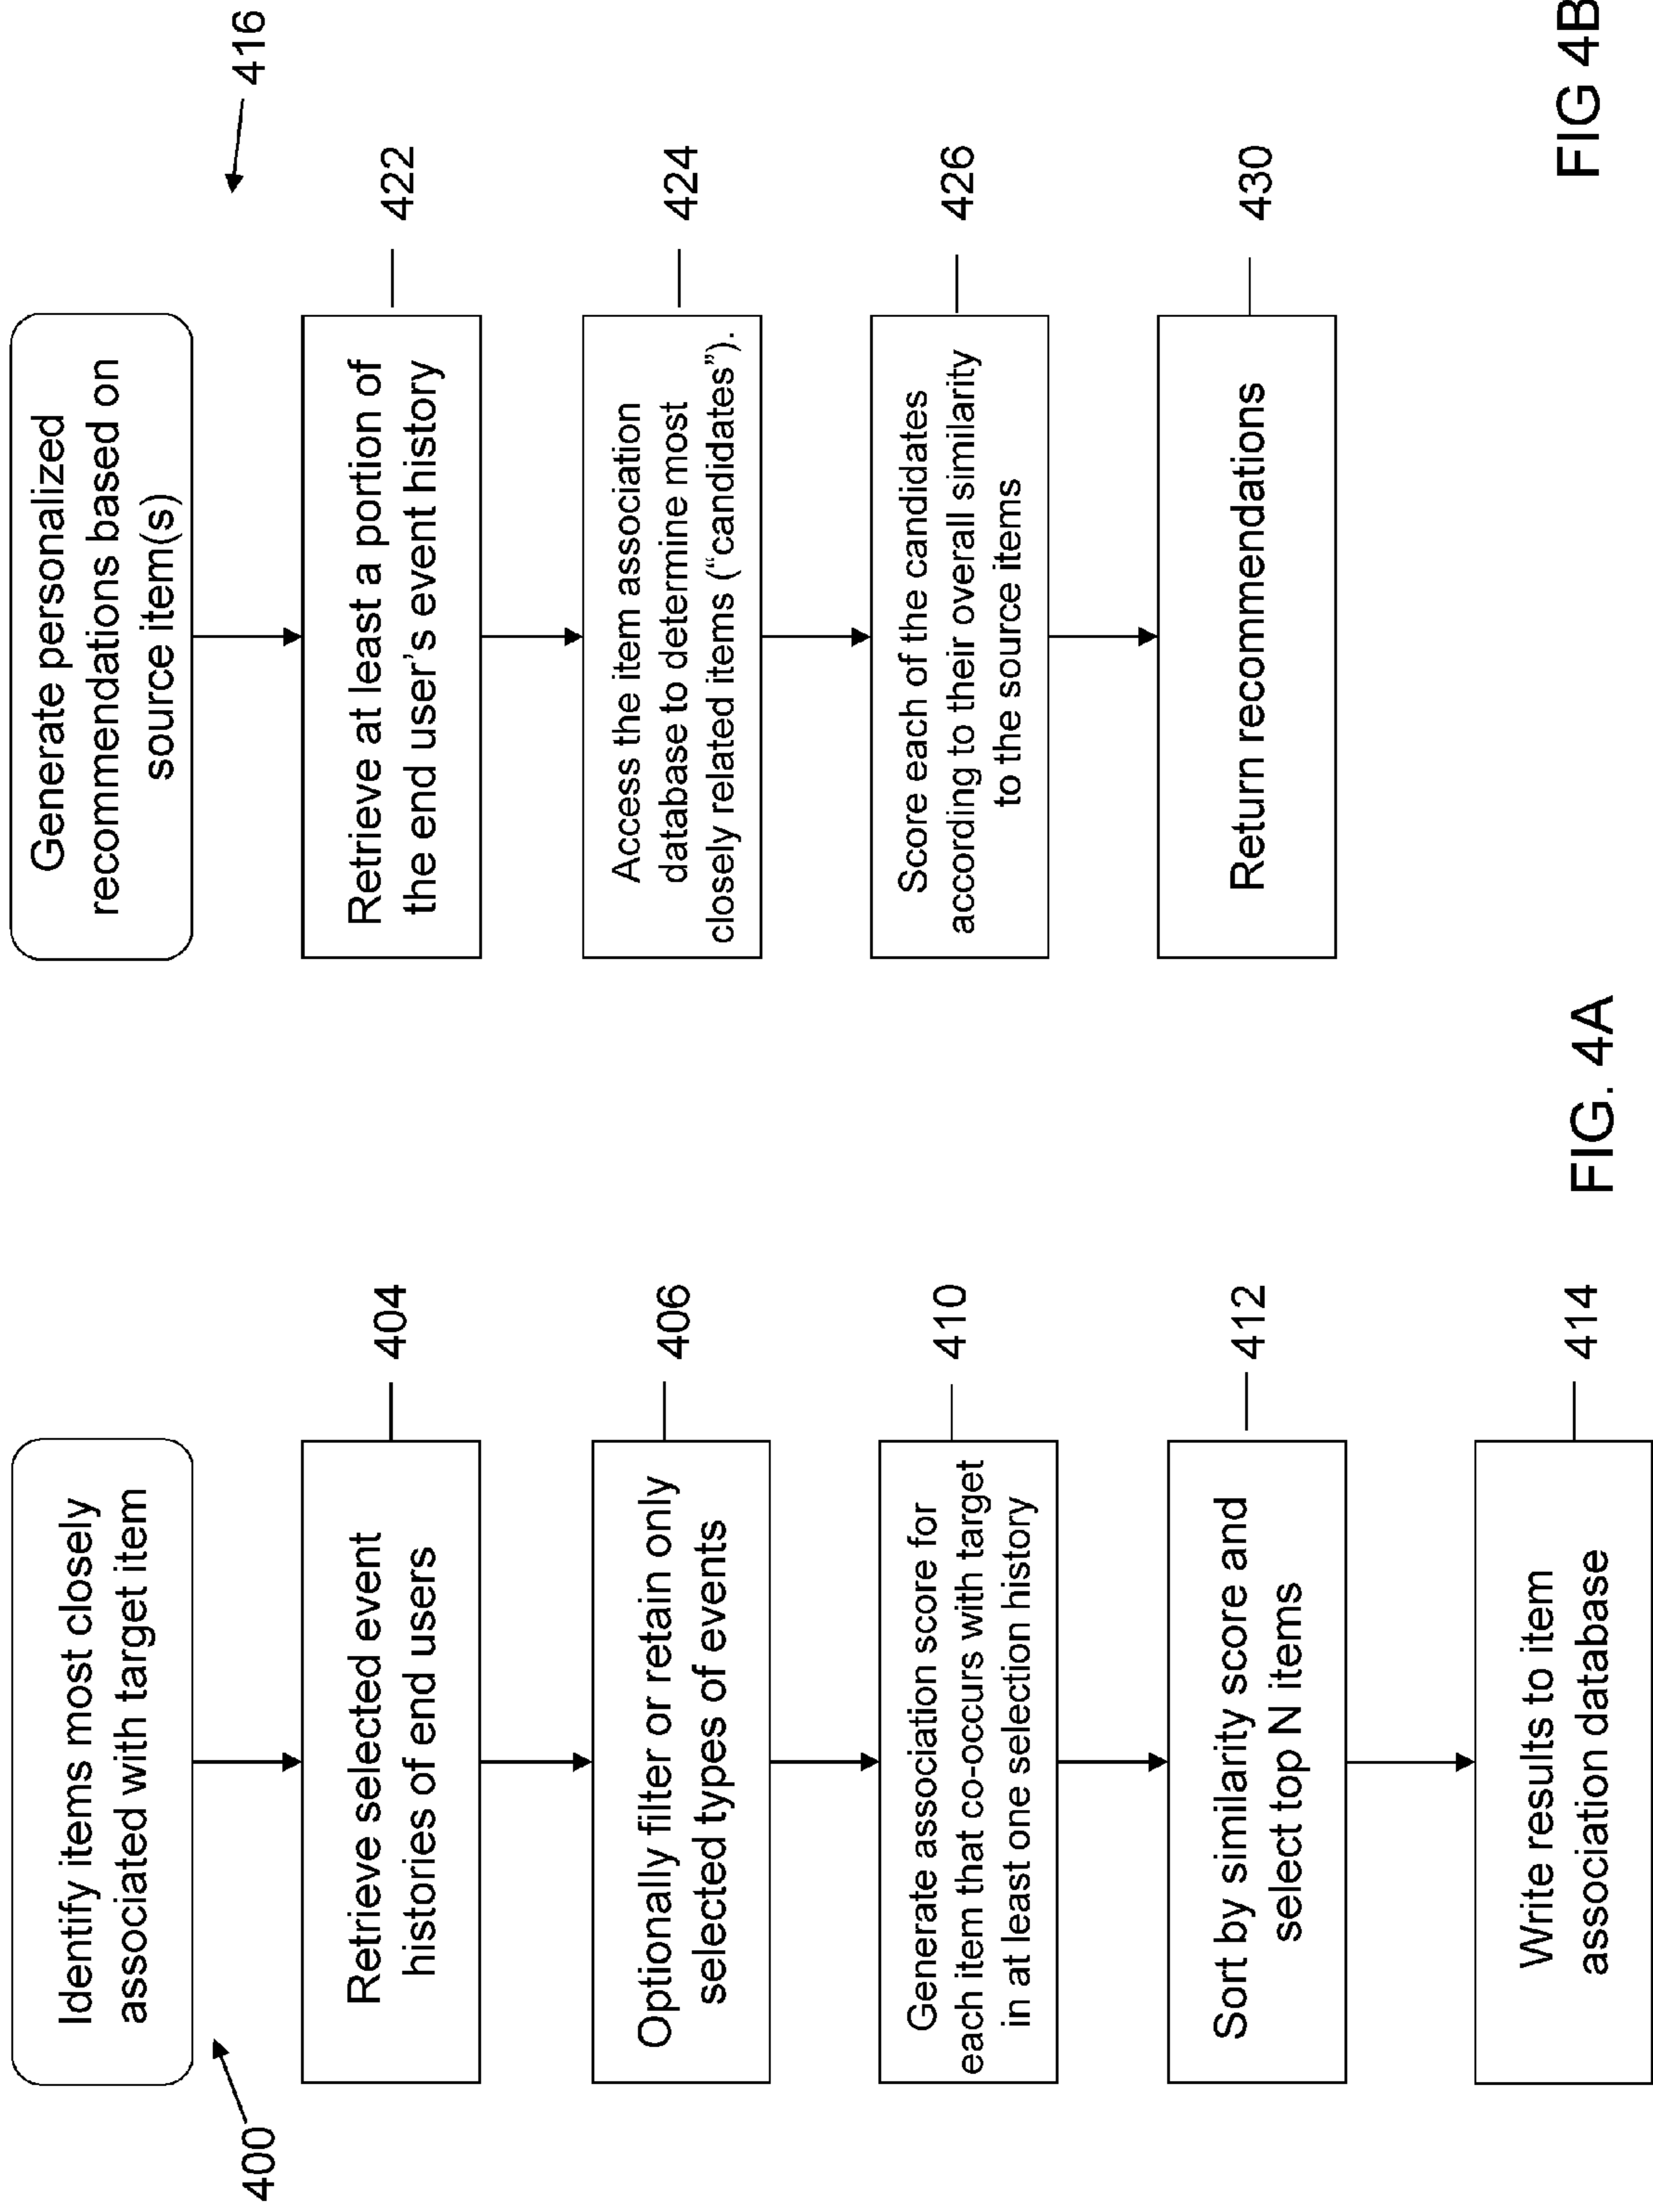 400
Identify items most closely
associated with target item
Retrieve selected event
histories of end users
404
Optionally filter or retain only
selected types of events
406
Generate association score for
each item that co-occurs with target
in at least one selection history
410
Sort by similarity score and
select top N items
412
Write results to item
association database
414
FIG. 4A
416
Generate personalized
recommendations based on
source item(s)
Retrieve at least a portion of
the end user's event history
422
Access the item association
database to determine most
closely related items (“candidates”).
424
Score each of the candidates
according to their overall similarity
to the source items
426
Return recommendations
430
FIG 4B